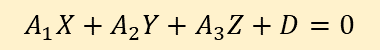 A₁X + A₂Y + A₃Z + D = 0